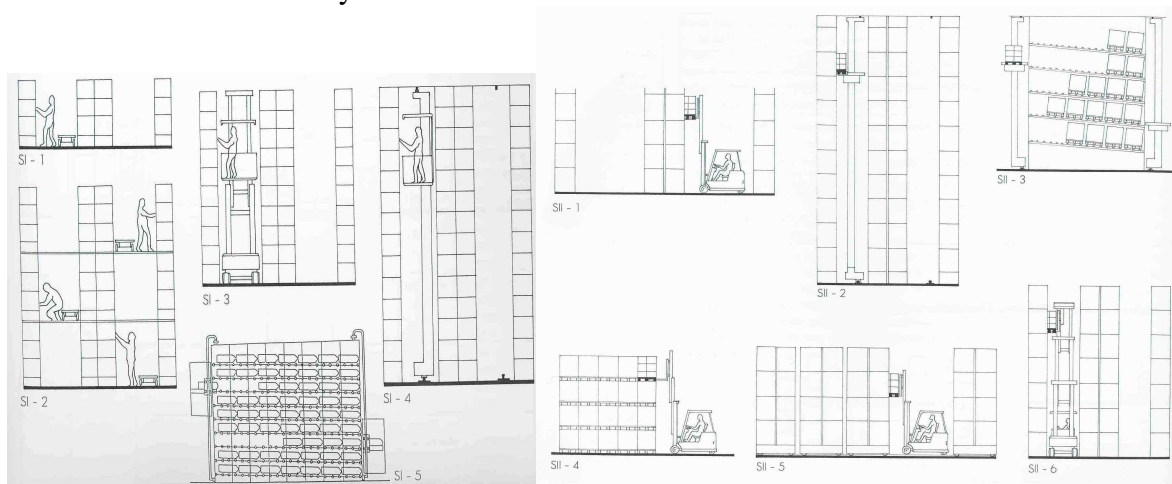 SI - 1
SI - 2
SI - 3
SI - 4
SI - 5
SII - 1
SII - 2
SII - 3
SII - 4
SII - 5
SII - 6